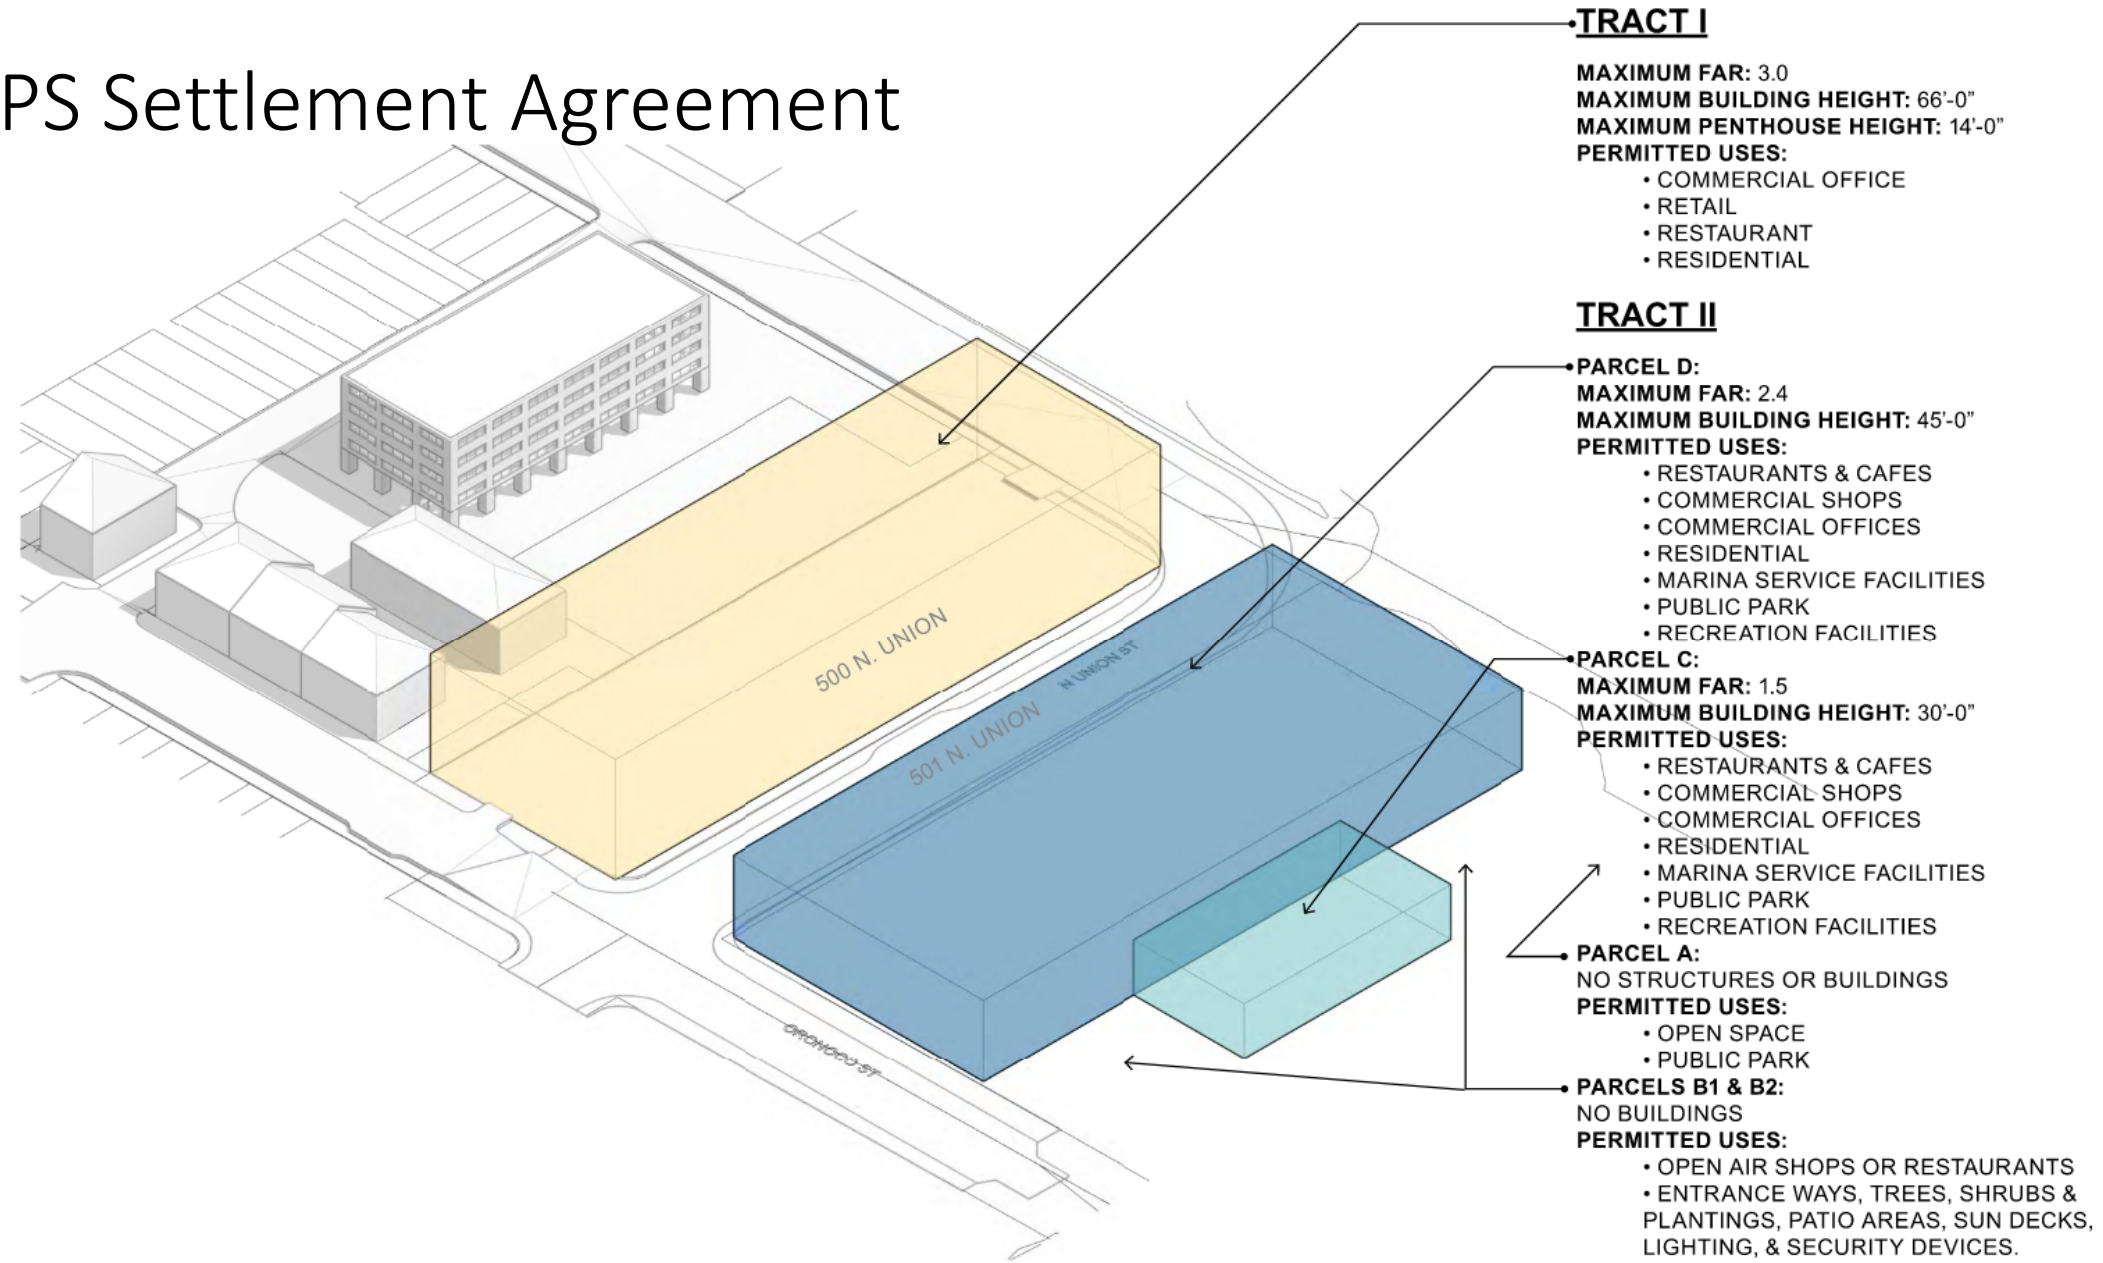 PS Settlement Agreement
TRACT I
MAXIMUM FAR: 3.0
MAXIMUM BUILDING HEIGHT: 66'-0"
MAXIMUM PENTHOUSE HEIGHT: 14'-0"
PERMITTED USES:
• COMMERCIAL OFFICE
• RETAIL
• RESTAURANT
• RESIDENTIAL
TRACT II
PARCEL D:
MAXIMUM FAR: 2.4
MAXIMUM BUILDING HEIGHT: 45'-0"
PERMITTED USES:
• RESTAURANTS & CAFES
• COMMERCIAL SHOPS
• COMMERCIAL OFFICES
• RESIDENTIAL
• MARINA SERVICE FACILITIES
• PUBLIC PARK
• RECREATION FACILITIES
PARCEL C:
MAXIMUM FAR: 1.5
MAXIMUM BUILDING HEIGHT: 30'-0"
PERMITTED USES:
• RESTAURANTS & CAFES
• COMMERCIAL SHOPS
• COMMERCIAL OFFICES
• RESIDENTIAL
• MARINA SERVICE FACILITIES
• PUBLIC PARK
• RECREATION FACILITIES
PARCEL A:
NO STRUCTURES OR BUILDINGS
PERMITTED USES:
• OPEN SPACE
• PUBLIC PARK
PARCELS B1 & B2:
NO BUILDINGS
PERMITTED USES:
• OPEN AIR SHOPS OR RESTAURANTS
• ENTRANCE WAYS, TREES, SHRUBS &
PLANTINGS, PATIO AREAS, SUN DECKS,
LIGHTING, & SECURITY DEVICES.
500 N. UNION
N UNION ST
501 N. UNION
ORONOCO ST